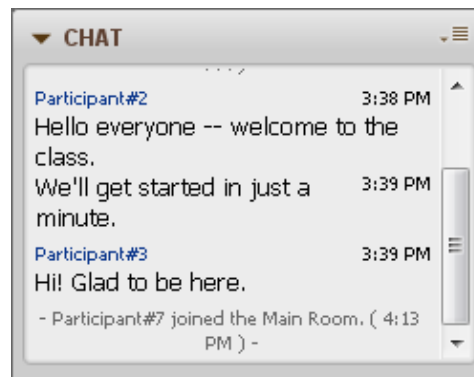 CHAT
Participant#2 3:38 PM
Hello everyone -- welcome to the
class.
We'll get started in just a 3:39 PM
minute.
Participant#3 3:39 PM
Hi! Glad to be here.
- Participant#7 joined the Main Room. ( 4:13
PM ) -